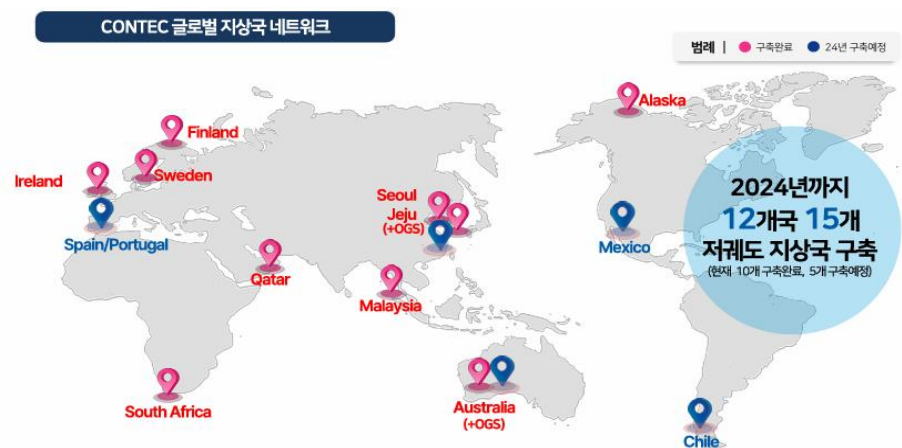 CONTEC 글로벌 지상국 네트워크
범례 | 구축완료 24년 구축예정
Alaska
Finland
Sweden
Ireland
Seoul
Jeju
(+OGS)
Spain/Portugal
Qatar
Malaysia
Mexico
2024년까지
12개국 15개
저궤도 지상국 구축
(현재 10개 구축완료, 5개 구축예정)
South Africa
Australia
(+OGS)
Chile